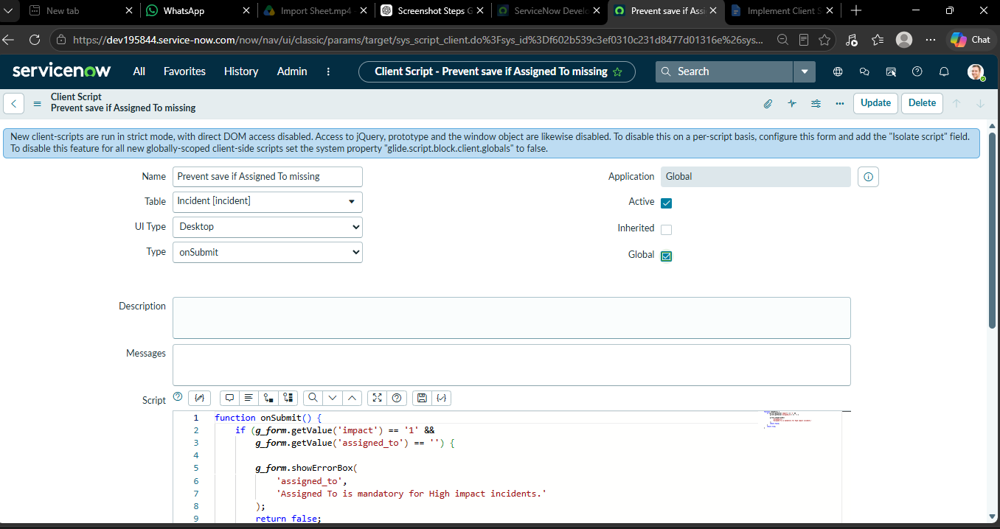 New tab
WhatsApp
Import Sheet.mp4
Screenshot Steps G
ServiceNow Develo
Prevent save if Assi
Implement Client S
https://dev195844.service-now.com/now/nav/ui/classic/params/target/sys_script_client.do%3Fsys_id%3Df602b539c3ef0310c231d8477d01316e%26sys...
Chat
servicenow
All
Favorites
History
Admin
Client Script - Prevent save if Assigned To missing
Search
Client Script
Prevent save if Assigned To missing
Update
Delete
New client-scripts are run in strict mode, with direct DOM access disabled. Access to jQuery, prototype and the window object are likewise disabled. To disable this on a per-script basis, configure this form and add the "Isolate script" field.
To disable this feature for all new globally-scoped client-side scripts set the system property "glide.script.block.client.globals" to false.
Name
Prevent save if Assigned To missing
Application
Global
Table
Incident [incident]
Active
UI Type
Desktop
Inherited
Type
onSubmit
Global
Description
Messages
Script
1 function onSubmit() {
2 if (g_form.getValue('impact') == '1' &&
3 g_form.getValue('assigned_to') == '') {
4
5 g_form.showErrorBox(
6 'assigned_to',
7 'Assigned To is mandatory for High impact incidents.'
8 );
9 return false;